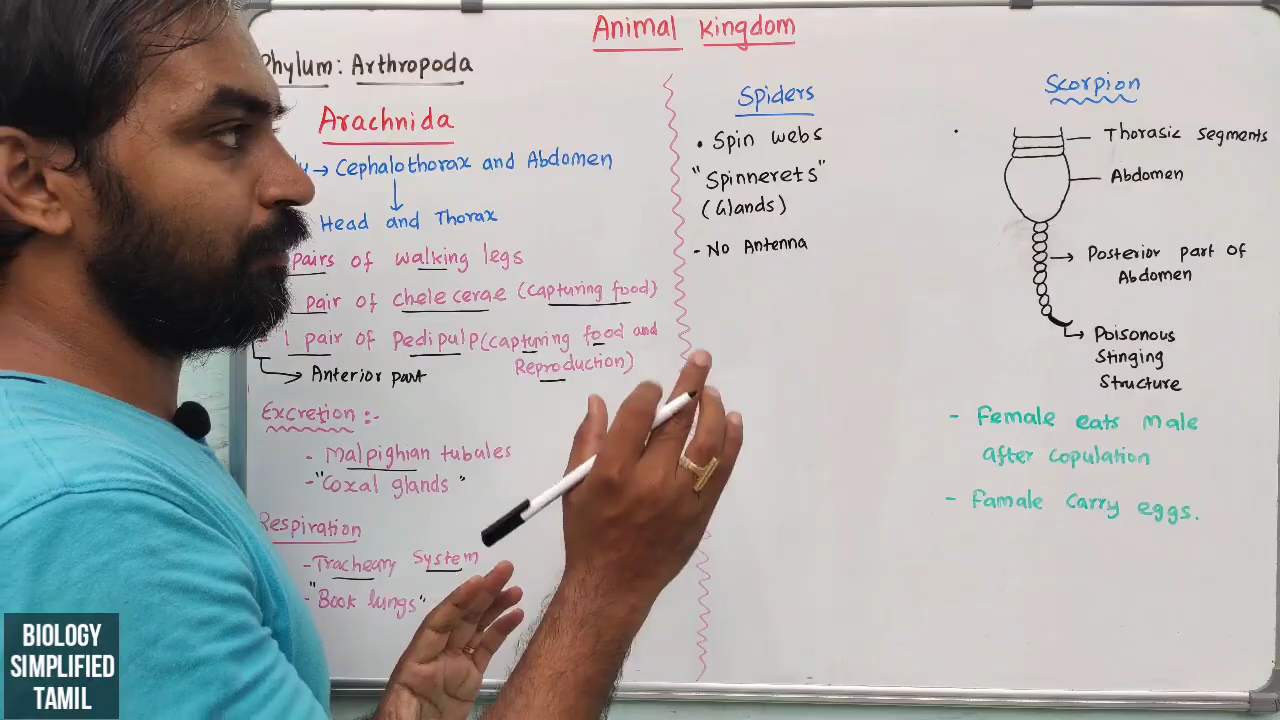 Animal kingdom
Phylum: Arthropoda
Arachnida
→ Cephalothorax and Abdomen
Head and Thorax
pairs of walking legs
pair of chelecerae (capturing food)
1 pair of Pedipulp (capturing food and
Reproduction)
Anterior part
Excretion :-
- Malpighian tubales
- "Coxal glands"
Respiration
- Tracheary System
- "Book lungs"
Spiders
• Spin webs
"Spinnerets"
(Glands)
- No Antenna
Scorpion
Thorasic segments
Abdomen
Posterior part of
Abdomen
Poisonous
Stinging
Structure
- Female eats Male
after copulation
- Famale carry eggs.
BIOLOGY
SIMPLIFIED
TAMIL